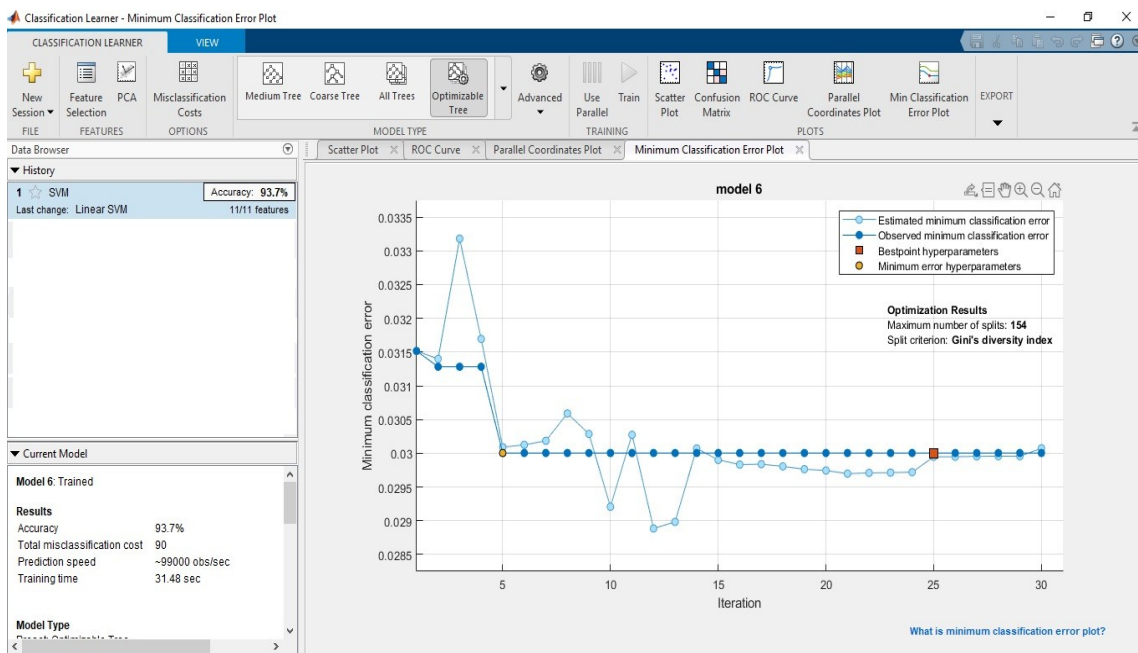 Classification Learner - Minimum Classification Error Plot
CLASSIFICATION LEARNER VIEW
New Session
Feature Selection
PCA
Misclassification Costs
Medium Tree
Coarse Tree
All Trees
Optimizable Tree
Advanced
Use Parallel
Train
Scatter Plot
Confusion Matrix
ROC Curve
Parallel Coordinates Plot
Min Classification Error Plot
EXPORT
FILE FEATURES OPTIONS MODEL TYPE TRAINING PLOTS
Data Browser
Scatter Plot ROC Curve Parallel Coordinates Plot Minimum Classification Error Plot
History
1 SVM Accuracy: 93.7%
Last change: Linear SVM 11/11 features
Current Model
Model 6: Trained
Results
Accuracy 93.7%
Total misclassification cost 90
Prediction speed ~99000 obs/sec
Training time 31.48 sec
Model Type
model 6
Estimated minimum classification error
Observed minimum classification error
Bestpoint hyperparameters
Minimum error hyperparameters
Optimization Results
Maximum number of splits: 154
Split criterion: Gini's diversity index
Minimum classification error
0.0335
0.033
0.0325
0.032
0.0315
0.031
0.0305
0.03
0.0295
0.029
0.0285
5 10 15 20 25 30
Iteration
What is minimum classification error plot?